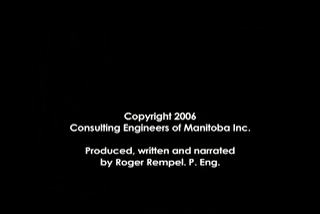 Copyright 2006
Consulting Engineers of Manitoba Inc.
Produced, written and narrated
by Roger Rempel. P. Eng.